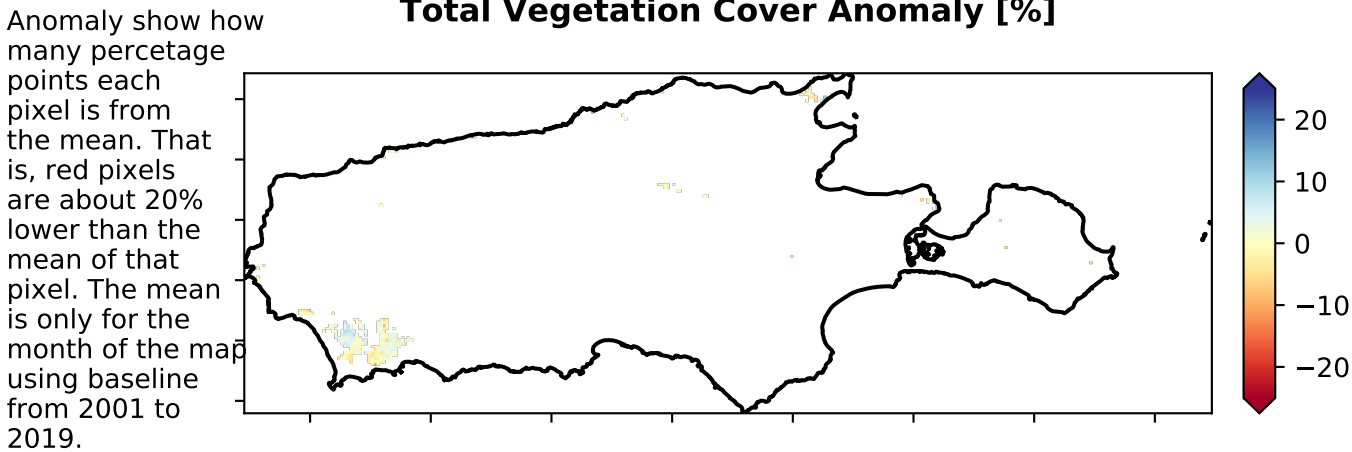 Total Vegetation Cover Anomaly [%]
Anomaly show how
many percetage
points each
pixel is from
the mean. That
is, red pixels
are about 20%
lower than the
mean of that
pixel. The mean
is only for the
month of the map
using baseline
from 2001 to
2019.
20
10
0
−10
−20